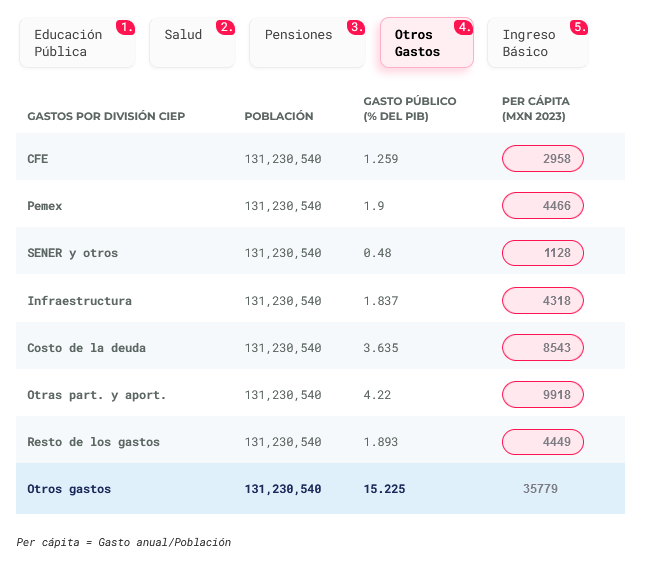 Educación Pública 1.
Salud 2.
Pensiones 3.
Otros Gastos 4.
Ingreso Básico 5.
GASTOS POR DIVISIÓN CIEP POBLACIÓN GASTO PÚBLICO (% DEL PIB) PER CÁPITA (MXN 2023)
CFE 131,230,540 1.259 2958
Pemex 131,230,540 1.9 4466
SENER y otros 131,230,540 0.48 1128
Infraestructura 131,230,540 1.837 4318
Costo de la deuda 131,230,540 3.635 8543
Otras part. y aport. 131,230,540 4.22 9918
Resto de los gastos 131,230,540 1.893 4449
Otros gastos 131,230,540 15.225 35779
Per cápita = Gasto anual/Población